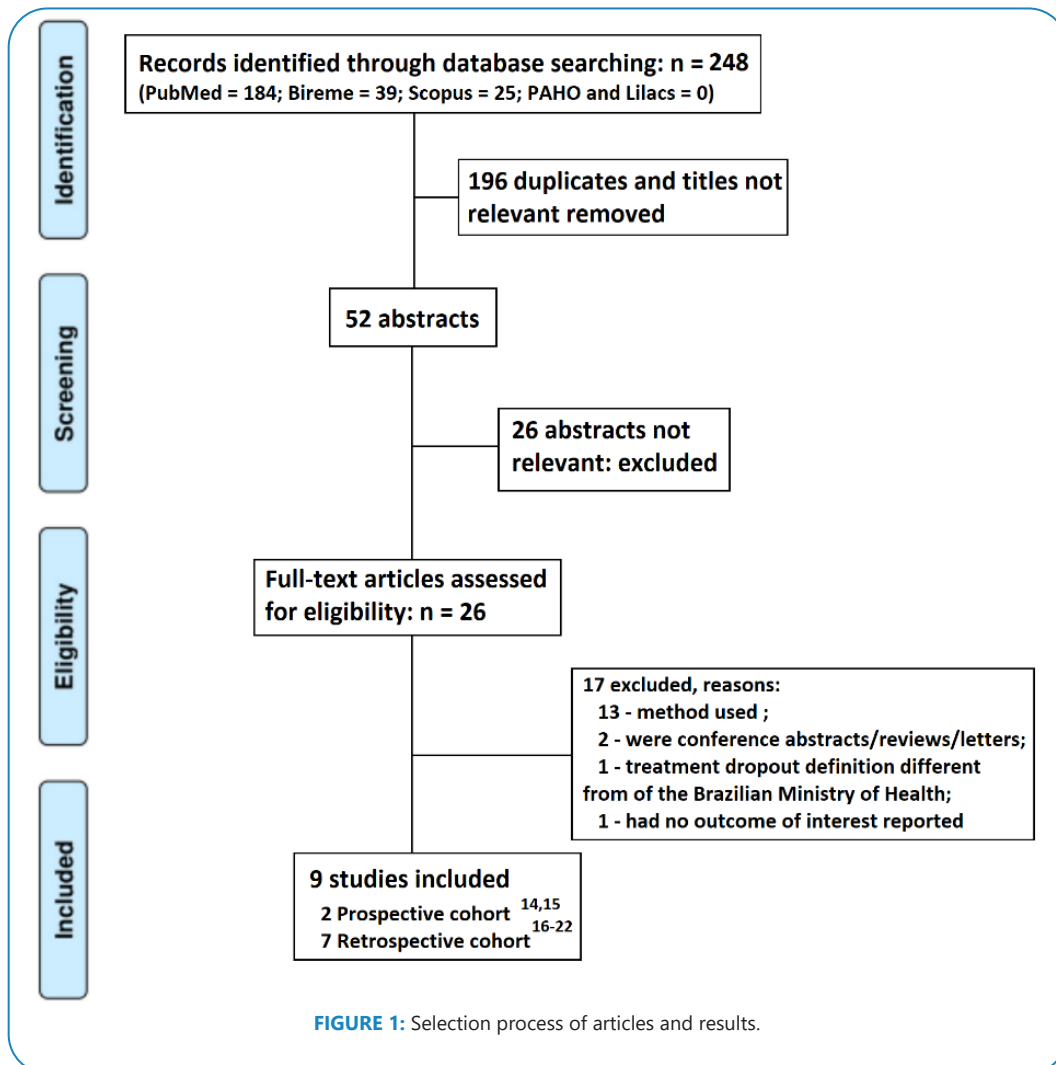 Identification
Records identified through database searching: n = 248
(PubMed = 184; Bireme = 39; Scopus = 25; PAHO and Lilacs = 0)
196 duplicates and titles not
relevant removed
Screening
52 abstracts
26 abstracts not
relevant: excluded
Eligibility
Full-text articles assessed
for eligibility: n = 26
17 excluded, reasons:
13 - method used ;
2 - were conference abstracts/reviews/letters;
1 - treatment dropout definition different
from of the Brazilian Ministry of Health;
1 - had no outcome of interest reported
Included
9 studies included
2 Prospective cohort 14,15
7 Retrospective cohort 16-22
FIGURE 1: Selection process of articles and results.